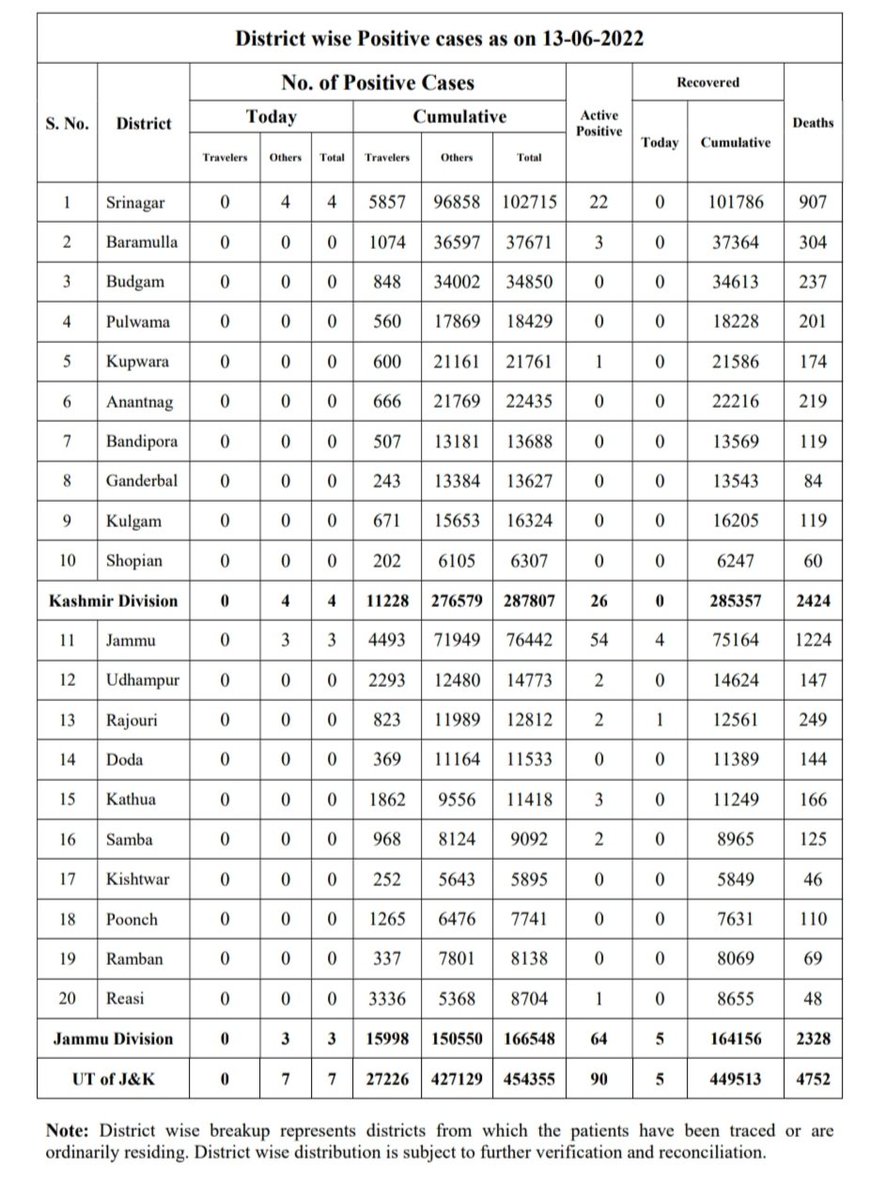 District wise Positive cases as on 13-06-2022
S. No. District No. of Positive Cases Active Positive Recovered Deaths
Today Cumulative Today Cumulative
Travelers Others Total Travelers Others Total
1 Srinagar 0 4 4 5857 96858 102715 22 0 101786 907
2 Baramulla 0 0 0 1074 36597 37671 3 0 37364 304
3 Budgam 0 0 0 848 34002 34850 0 0 34613 237
4 Pulwama 0 0 0 560 17869 18429 0 0 18228 201
5 Kupwara 0 0 0 600 21161 21761 1 0 21586 174
6 Anantnag 0 0 0 666 21769 22435 0 0 22216 219
7 Bandipora 0 0 0 507 13181 13688 0 0 13569 119
8 Ganderbal 0 0 0 243 13384 13627 0 0 13543 84
9 Kulgam 0 0 0 671 15653 16324 0 0 16205 119
10 Shopian 0 0 0 202 6105 6307 0 0 6247 60
Kashmir Division 0 4 4 11228 276579 287807 26 0 285357 2424
11 Jammu 0 3 3 4493 71949 76442 54 4 75164 1224
12 Udhampur 0 0 0 2293 12480 14773 2 0 14624 147
13 Rajouri 0 0 0 823 11989 12812 2 1 12561 249
14 Doda 0 0 0 369 11164 11533 0 0 11389 144
15 Kathua 0 0 0 1862 9556 11418 3 0 11249 166
16 Samba 0 0 0 968 8124 9092 2 0 8965 125
17 Kishtwar 0 0 0 252 5643 5895 0 0 5849 46
18 Poonch 0 0 0 1265 6476 7741 0 0 7631 110
19 Ramban 0 0 0 337 7801 8138 0 0 8069 69
20 Reasi 0 0 0 3336 5368 8704 1 0 8655 48
Jammu Division 0 3 3 15998 150550 166548 64 5 164156 2328
UT of J&K 0 7 7 27226 427129 454355 90 5 449513 4752
Note: District wise breakup represents districts from which the patients have been traced or are
ordinarily residing. District wise distribution is subject to further verification and reconciliation.